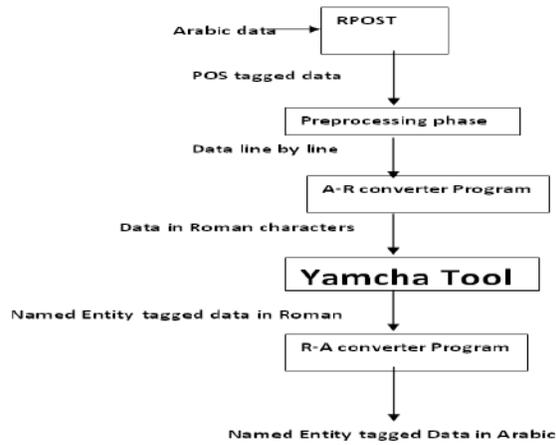 RPOST
Arabic data
POS tagged data
Preprocessing phase
Data line by line
A-R converter Program
Data in Roman characters
Yamcha Tool
Named Entity tagged data in Roman
R-A converter Program
Named Entity tagged Data in Arabic